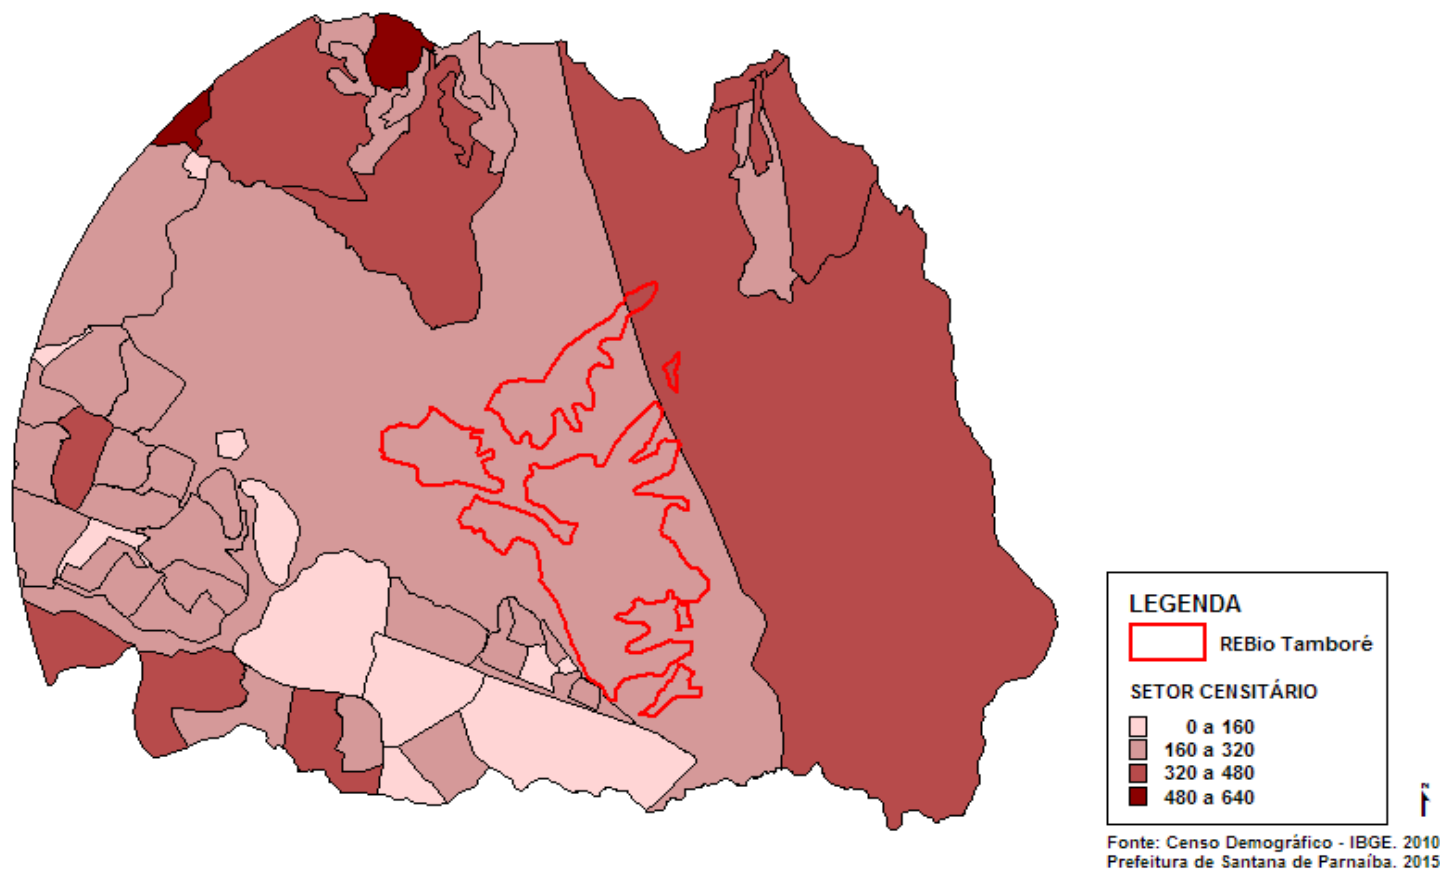 LEGENDA
REBio Tamboré
SETOR CENSITÁRIO
0 a 160
160 a 320
320 a 480
480 a 640
N
Fonte: Censo Demográfico - IBGE. 2010
Prefeitura de Santana de Parnaíba. 2015